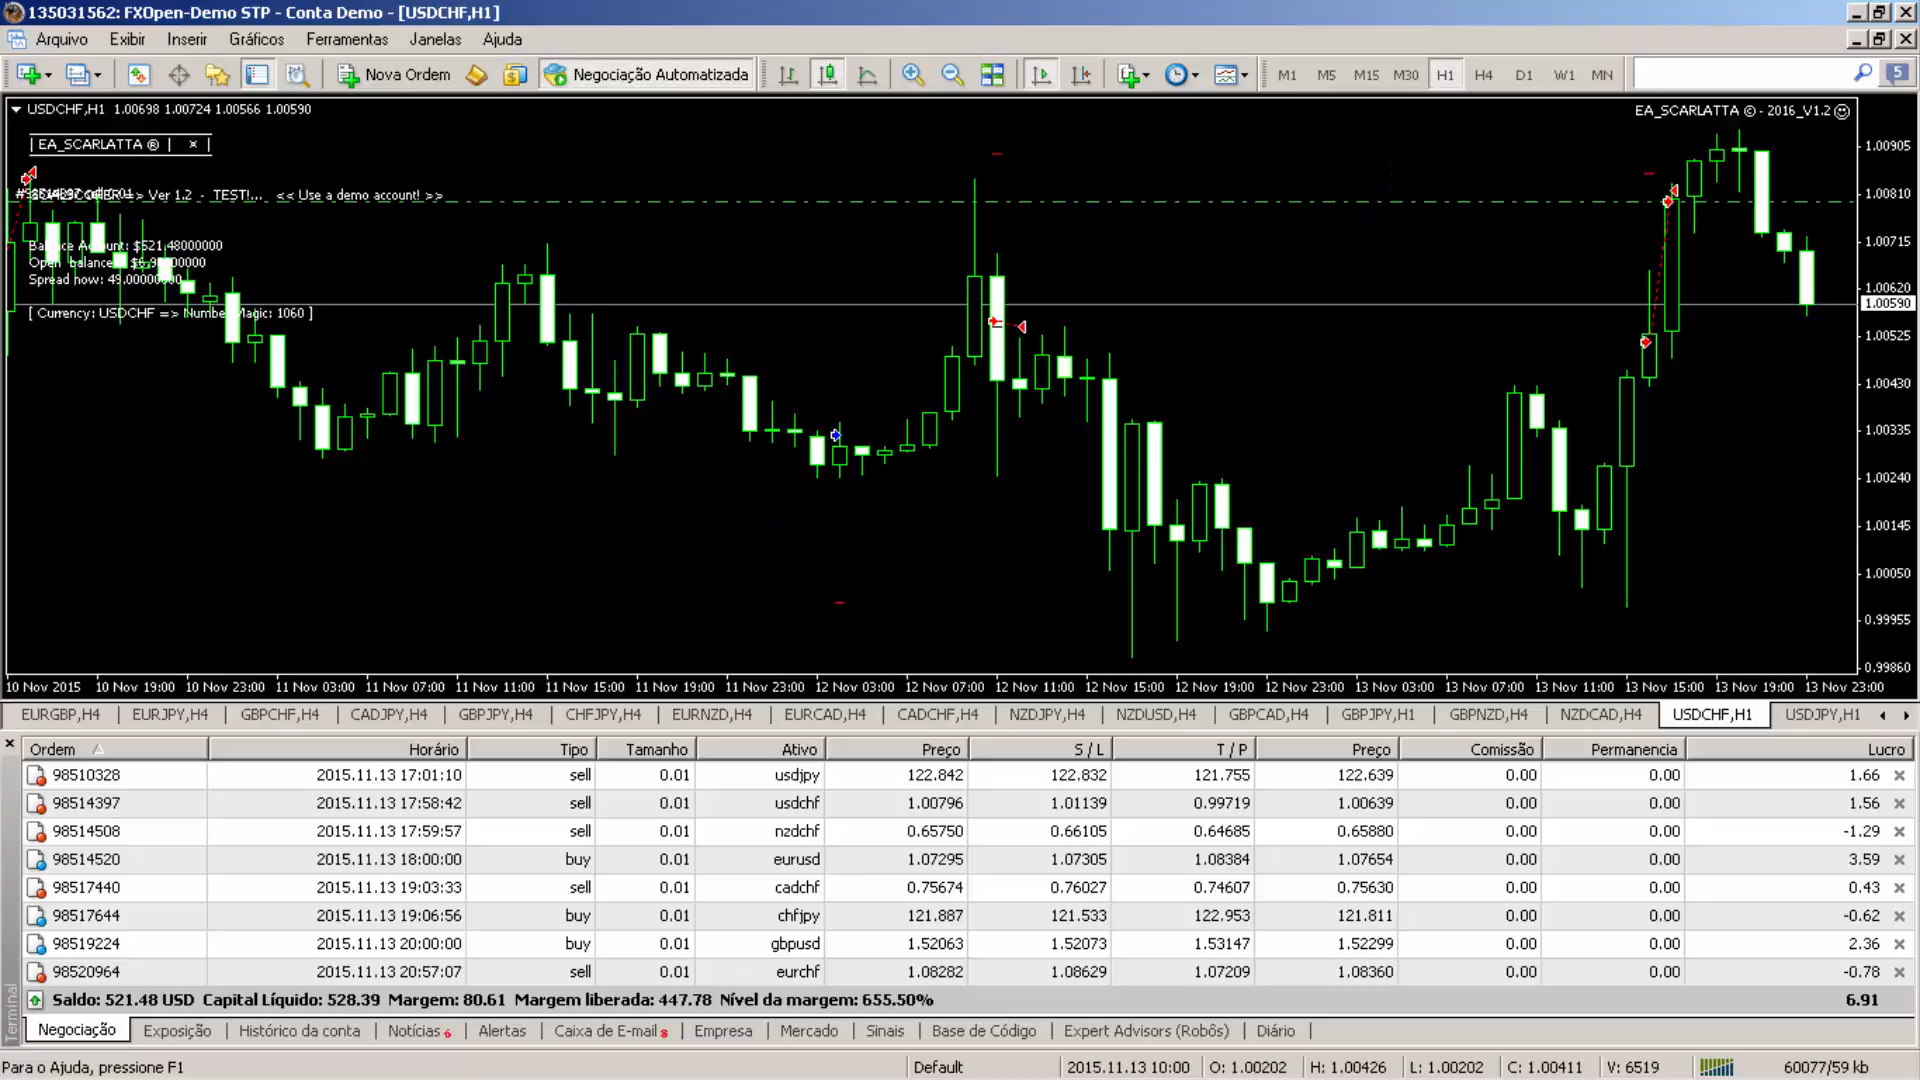 135031562: FXOpen-Demo STP - Conta Demo - [USDCHF,H1]
Arquivo Exibir Inserir Gráficos Ferramentas Janelas Ajuda
Nova Ordem Negociação Automatizada M1 M5 M15 M30 H1 H4 D1 W1 MN 5
USDCHF,H1 1.00698 1.00724 1.00566 1.00590
EA_SCARLATTA © - 2016_V1.2
| EA_SCARLATTA ® | × |
=> Ver 1.2 - TEST!... << Use a demo account! >>
Balance Account: $521.48000000
Open balance: $6.91000000
Spread now: 49.00000000
[ Currency: USDCHF => Number Magic: 1060 ]
1.00905
1.00810
1.00715
1.00620
1.00590
1.00525
1.00430
1.00335
1.00240
1.00145
1.00050
0.99955
0.99860
10 Nov 2015 10 Nov 19:00 10 Nov 23:00 11 Nov 03:00 11 Nov 07:00 11 Nov 11:00 11 Nov 15:00 11 Nov 19:00 11 Nov 23:00 12 Nov 03:00 12 Nov 07:00 12 Nov 11:00 12 Nov 15:00 12 Nov 19:00 12 Nov 23:00 13 Nov 03:00 13 Nov 07:00 13 Nov 11:00 13 Nov 15:00 13 Nov 19:00 13 Nov 23:00
EURGBP,H4 EURJPY,H4 GBPCHF,H4 CADJPY,H4 GBPJPY,H4 CHFJPY,H4 EURNZD,H4 EURCAD,H4 CADCHF,H4 NZDJPY,H4 NZDUSD,H4 GBPCAD,H4 GBPJPY,H1 GBPNZD,H4 NZDCAD,H4 USDCHF,H1 USDJPY,H1
Ordem Horário Tipo Tamanho Ativo Preço S / L T / P Preço Comissão Permanencia Lucro
98510328 2015.11.13 17:01:10 sell 0.01 usdjpy 122.842 122.832 121.755 122.639 0.00 0.00 1.66
98514397 2015.11.13 17:58:42 sell 0.01 usdchf 1.00796 1.01139 0.99719 1.00639 0.00 0.00 1.56
98514508 2015.11.13 17:59:57 sell 0.01 nzdchf 0.65750 0.66105 0.64685 0.65880 0.00 0.00 -1.29
98514520 2015.11.13 18:00:00 buy 0.01 eurusd 1.07295 1.07305 1.08384 1.07654 0.00 0.00 3.59
98517440 2015.11.13 19:03:33 sell 0.01 cadchf 0.75674 0.76027 0.74607 0.75630 0.00 0.00 0.43
98517644 2015.11.13 19:06:56 buy 0.01 chfjpy 121.887 121.533 122.953 121.811 0.00 0.00 -0.62
98519224 2015.11.13 20:00:00 buy 0.01 gbpusd 1.52063 1.52073 1.53147 1.52299 0.00 0.00 2.36
98520964 2015.11.13 20:57:07 sell 0.01 eurchf 1.08282 1.08629 1.07209 1.08360 0.00 0.00 -0.78
Saldo: 521.48 USD Capital Líquido: 528.39 Margem: 80.61 Margem liberada: 447.78 Nível da margem: 655.50% 6.91
Terminal
Negociação Exposição Histórico da conta Notícias 6 Alertas Caixa de E-mail 8 Empresa Mercado Sinais Base de Código Expert Advisors (Robôs) Diário
Para o Ajuda, pressione F1 Default 2015.11.13 10:00 O: 1.00202 H: 1.00426 L: 1.00202 C: 1.00411 V: 6519 60077/59 kb